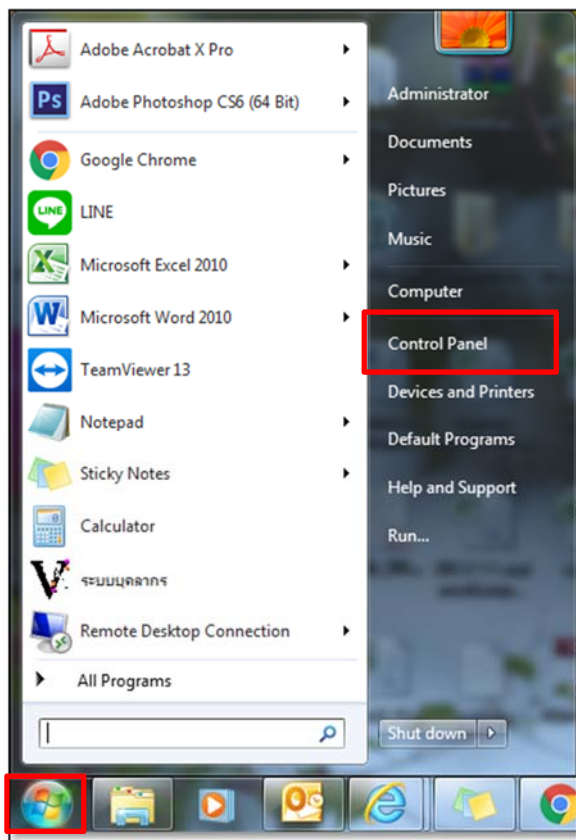 Adobe Acrobat X Pro
Ps
Adobe Photoshop CS6 (64 Bit)
Google Chrome
LINE
LINE
Microsoft Excel 2010
Microsoft Word 2010
TeamViewer 13
Notepad
Sticky Notes
Calculator
ระบบบุคลากร
Remote Desktop Connection
All Programs
Administrator
Documents
Pictures
Music
Computer
Control Panel
Devices and Printers
Default Programs
Help and Support
Run...
Shut down